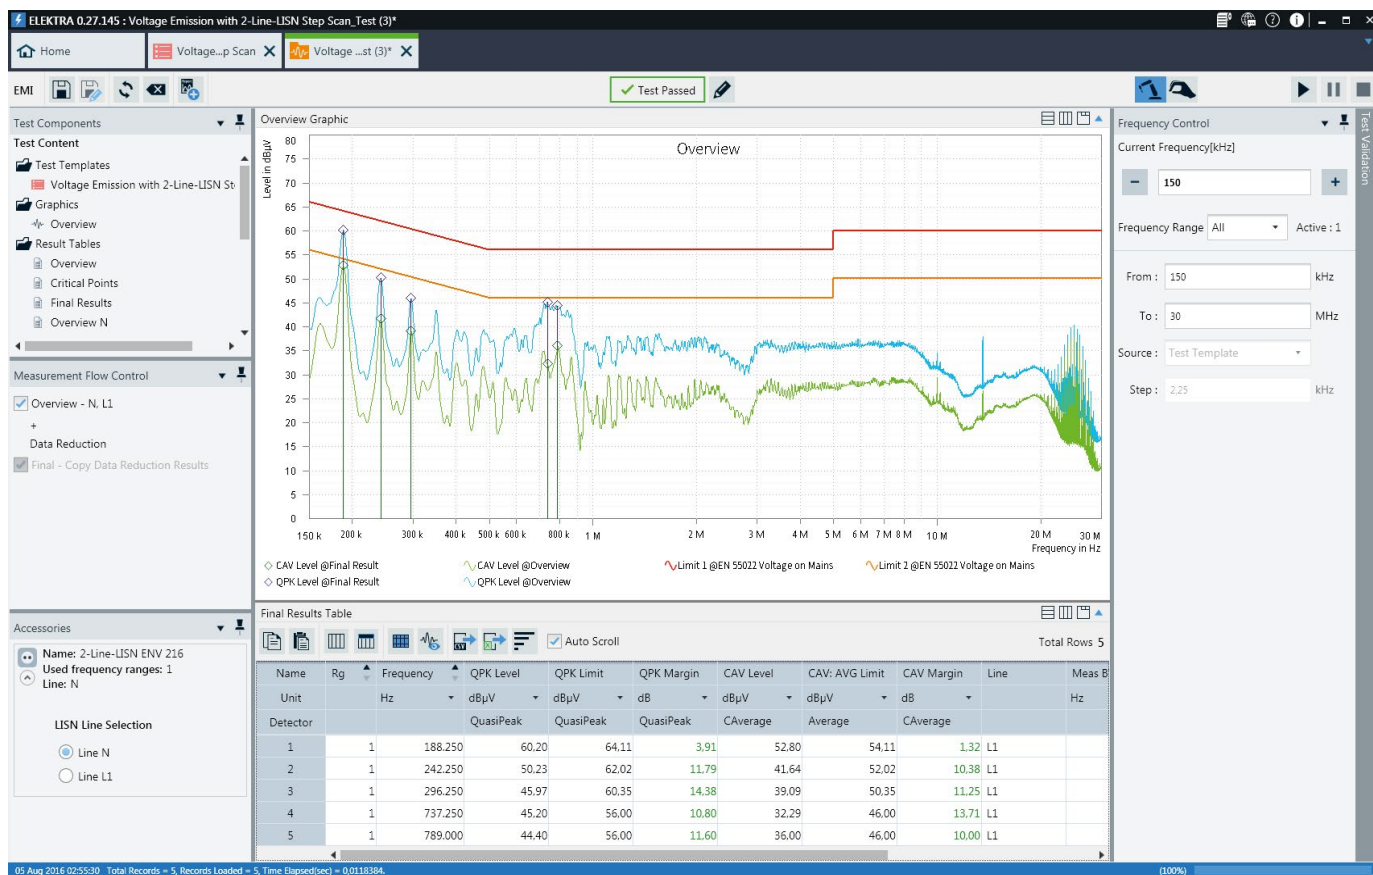 ELEKTRA 0.27.145 : Voltage Emission with 2-Line-LISN Step Scan_Test (3)*
Home
Voltage...p Scan
Voltage ...st (3)*
EMI
Test Passed
Test Components
Test Content
Test Templates
Voltage Emission with 2-Line-LISN St
Graphics
Overview
Result Tables
Overview
Critical Points
Final Results
Overview N
Measurement Flow Control
Overview - N, L1
+
Data Reduction
Final - Copy Data Reduction Results
Accessories
Name: 2-Line-LISN ENV 216
Used frequency ranges: 1
Line: N
LISN Line Selection
Line N
Line L1
Overview Graphic
Overview
Level in dBµV
80
75
70
65
60
55
50
45
40
35
30
25
20
15
10
5
0
150 k 200 k 300 k 400 k 500 k 600 k 800 k 1 M 2 M 3 M 4 M 5 M 6 M 7 M 8 M 10 M 20 M 30 M
Frequency in Hz
CAV Level @Final Result CAV Level @Overview Limit 1 @EN 55022 Voltage on Mains Limit 2 @EN 55022 Voltage on Mains
QPK Level @Final Result QPK Level @Overview
Final Results Table
CSV
Auto Scroll
Total Rows 5
Name Rg Frequency QPK Level QPK Limit QPK Margin CAV Level CAV: AVG Limit CAV Margin Line Meas B
Unit Hz dBµV dBµV dB dBµV dBµV dB Hz
Detector QuasiPeak QuasiPeak QuasiPeak CAverage Average CAverage
1 1 188.250 60,20 64,11 3,91 52,80 54,11 1,32 L1
2 1 242.250 50,23 62,02 11,79 41,64 52,02 10,38 L1
3 1 296.250 45,97 60,35 14,38 39,09 50,35 11,25 L1
4 1 737.250 45,20 56,00 10,80 32,29 46,00 13,71 L1
5 1 789.000 44,40 56,00 11,60 36,00 46,00 10,00 L1
Frequency Control
Current Frequency[kHz]
− 150 +
Frequency Range All Active : 1
From : 150 kHz
To : 30 MHz
Source : Test Template
Step : 2,25 kHz
Test Validation
05 Aug 2016 02:55:30 Total Records = 5, Records Loaded = 5, Time Elapsed(sec) = 0,0118384.
(100%)